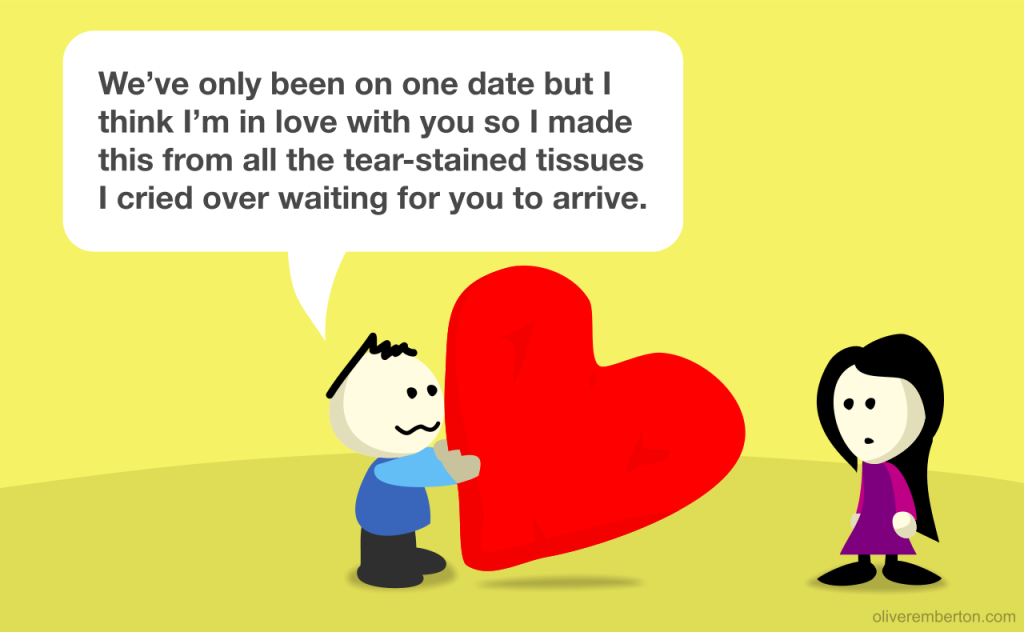 We’ve only been on one date but I
think I’m in love with you so I made
this from all the tear-stained tissues
I cried over waiting for you to arrive.
oliveremberton.com